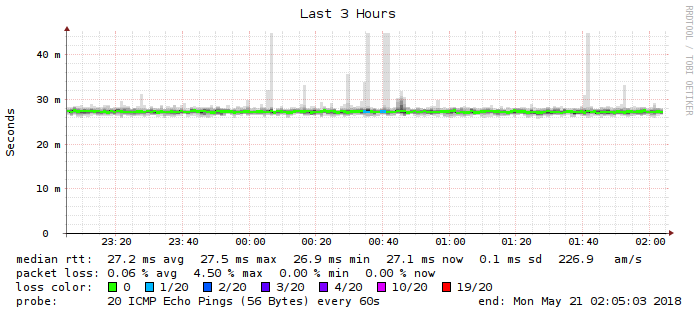 Last 3 Hours
RRDTOOL / TOBI OETIKER
Seconds
40 m
30 m
20 m
10 m
0
23:20 23:40 00:00 00:20 00:40 01:00 01:20 01:40 02:00
median rtt: 27.2 ms avg 27.5 ms max 26.9 ms min 27.1 ms now 0.1 ms sd 226.9 am/s
packet loss: 0.06 % avg 4.50 % max 0.00 % min 0.00 % now
loss color: 0 1/20 2/20 3/20 4/20 10/20 19/20
probe: 20 ICMP Echo Pings (56 Bytes) every 60s end: Mon May 21 02:05:03 2018